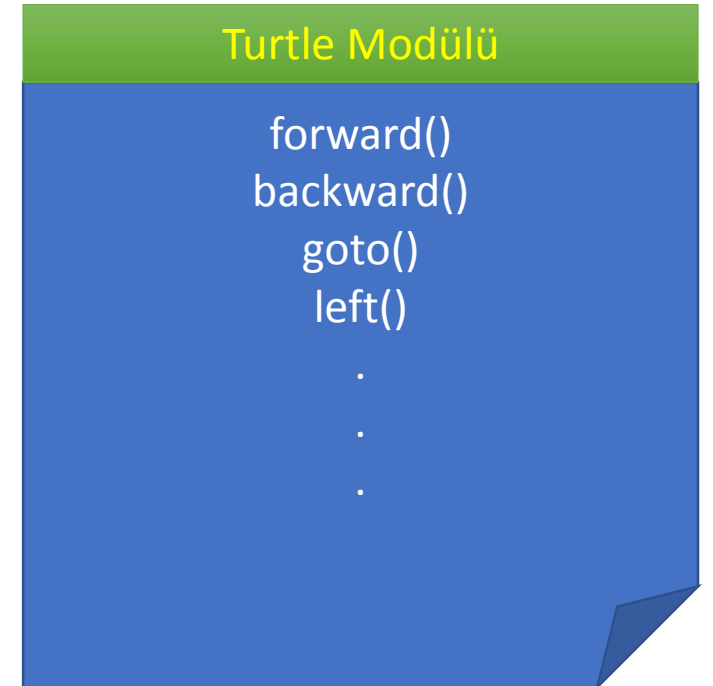 Turtle Modülü
forward()
backward()
goto()
left()
.
.
.